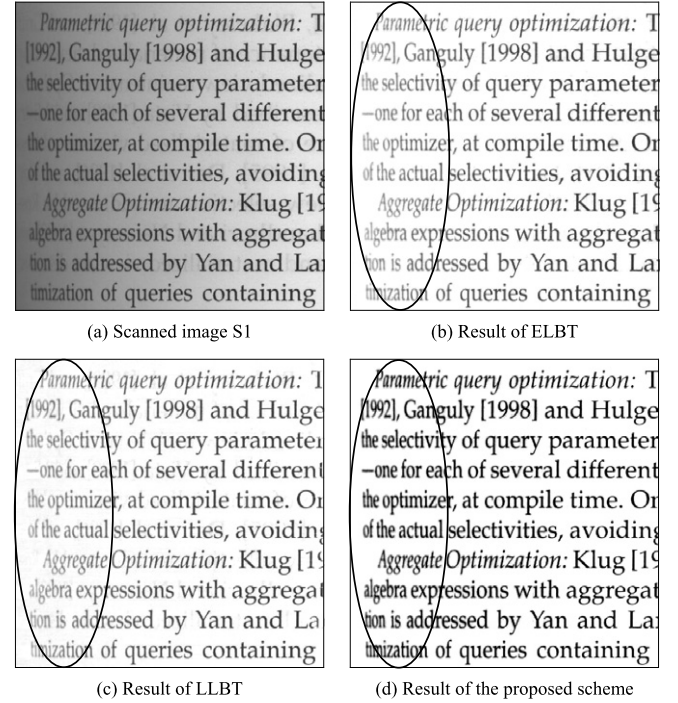 Parametric query optimization: T
[1992], Ganguly [1998] and Hulge
the selectivity of query parameter
—one for each of several different
the optimizer, at compile time. Or
of the actual selectivities, avoiding
Aggregate Optimization: Klug [19
algebra expressions with aggregat
tion is addressed by Yan and Lar
timization of queries containing
(a) Scanned image S1
Parametric query optimization: T
[1992], Ganguly [1998] and Hulge
the selectivity of query parameter
—one for each of several different
the optimizer, at compile time. Or
of the actual selectivities, avoiding
Aggregate Optimization: Klug [19
algebra expressions with aggregat
tion is addressed by Yan and Lar
timization of queries containing
(b) Result of ELBT
Parametric query optimization: T
[1992], Ganguly [1998] and Hulge
the selectivity of query parameter
—one for each of several different
the optimizer, at compile time. Or
of the actual selectivities, avoiding
Aggregate Optimization: Klug [19
algebra expressions with aggregat
tion is addressed by Yan and La
timization of queries containing
(c) Result of LLBT
Parametric query optimization: T
[1992], Ganguly [1998] and Hulge
the selectivity of query parameter
—one for each of several different
the optimizer, at compile time. Or
of the actual selectivities, avoiding
Aggregate Optimization: Klug [19
algebra expressions with aggregat
tion is addressed by Yan and Lar
timization of queries containing
(d) Result of the proposed scheme